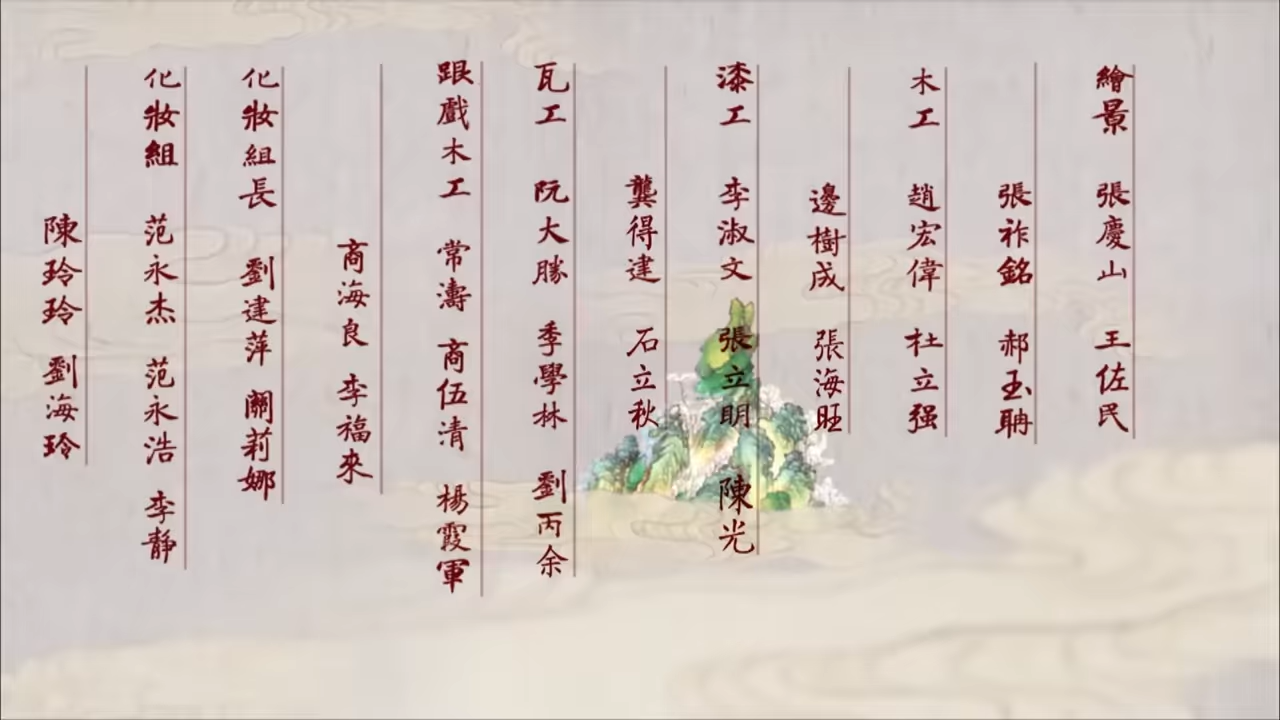 繪景 張慶山 王佐民
張祚銘 郝玉聃
木工 趙宏偉 杜立强
邊樹成 張海旺
漆工 李淑文 張立明 陳光
龔得建 石立秋
瓦工 阮大勝 季學林 劉丙余
跟戲木工 常濤 商伍清 楊霞軍
商海良 李福來
化妝組長 劉建萍 關莉娜
化妝組 范永杰 范永浩 李靜
陳玲玲 劉海玲